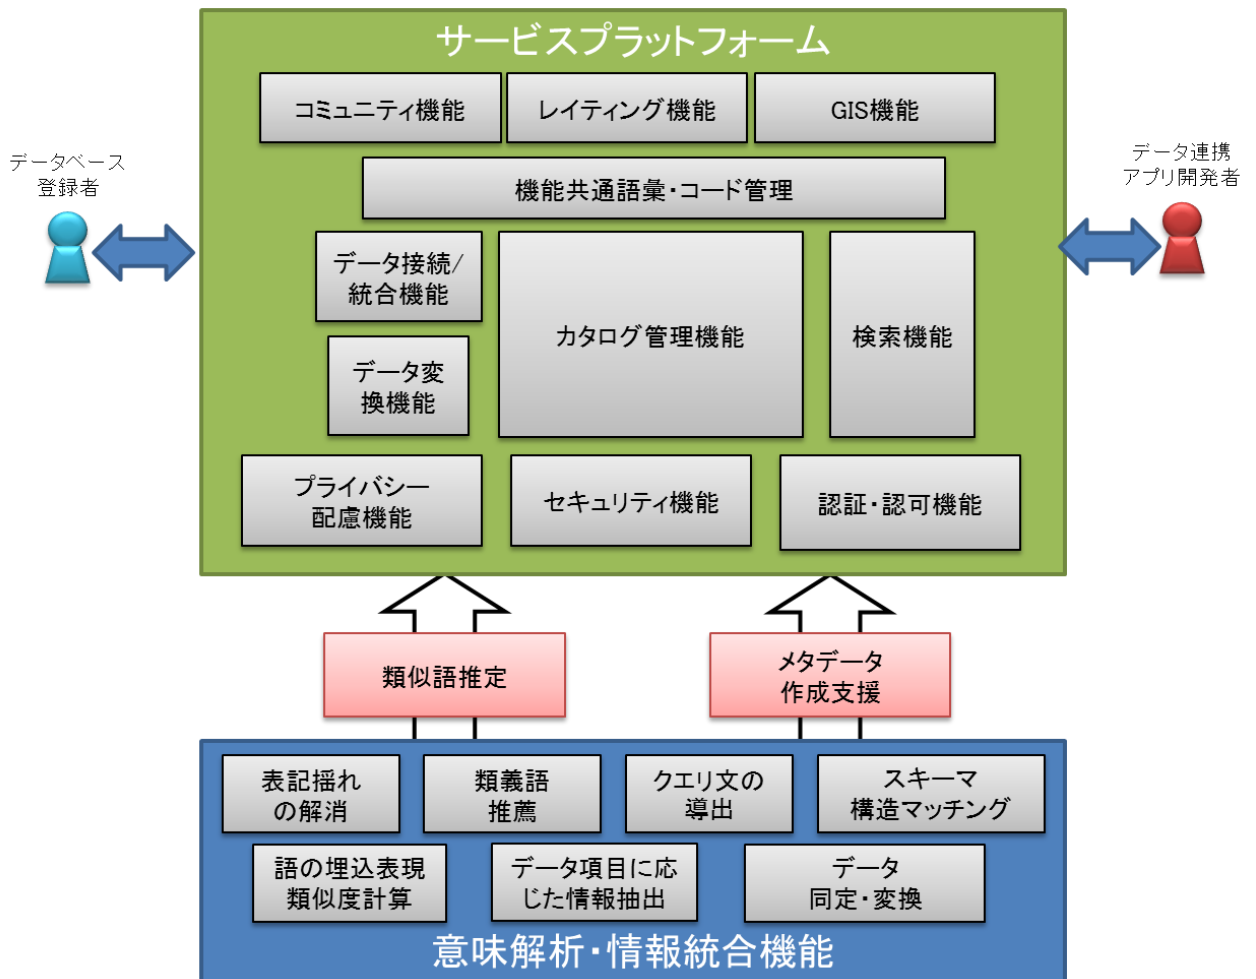 サービスプラットフォーム
コミュニティ機能
レイティング機能
GIS機能
データベース
登録者
データ連携
アプリ開発者
機能共通語彙・コード管理
データ接続/
統合機能
カタログ管理機能
検索機能
データ変
換機能
プライバシー
配慮機能
セキュリティ機能
認証・認可機能
類似語推定
メタデータ
作成支援
表記揺れ
の解消
類義語
推薦
クエリ文の
導出
スキーマ
構造マッチング
語の埋込表現
類似度計算
データ項目に応
じた情報抽出
データ
同定・変換
意味解析・情報統合機能